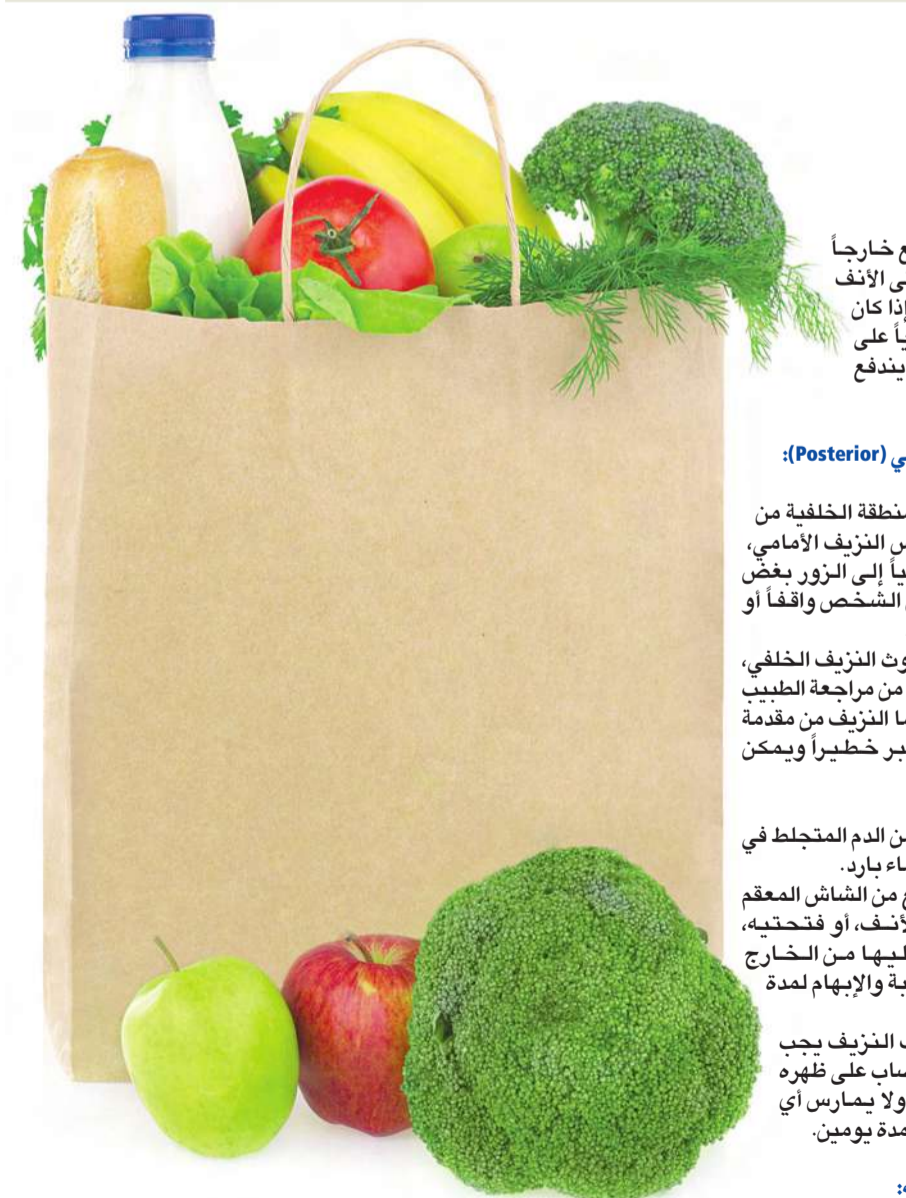 ع خارجاً
ى الأنف
إذا كان
ياً على
يندفع
ي (Posterior):
منطقة الخلفية من
س النزيف الأمامي،
ياً إلى الزور بغض
الشخص واقفاً أو
وث النزيف الخلفي،
من مراجعة الطبيب
ما النزيف من مقدمة
بر خطيراً ويمكن
ن الدم المتجلط في
اء بارد.
ع من الشاش المعقم
لأنف، أو فتحتيه،
ليها من الخارج
بة والإبهام لمدة
النزيف يجب
صاب على ظهره
ولا يمارس أي
مدة يومين.